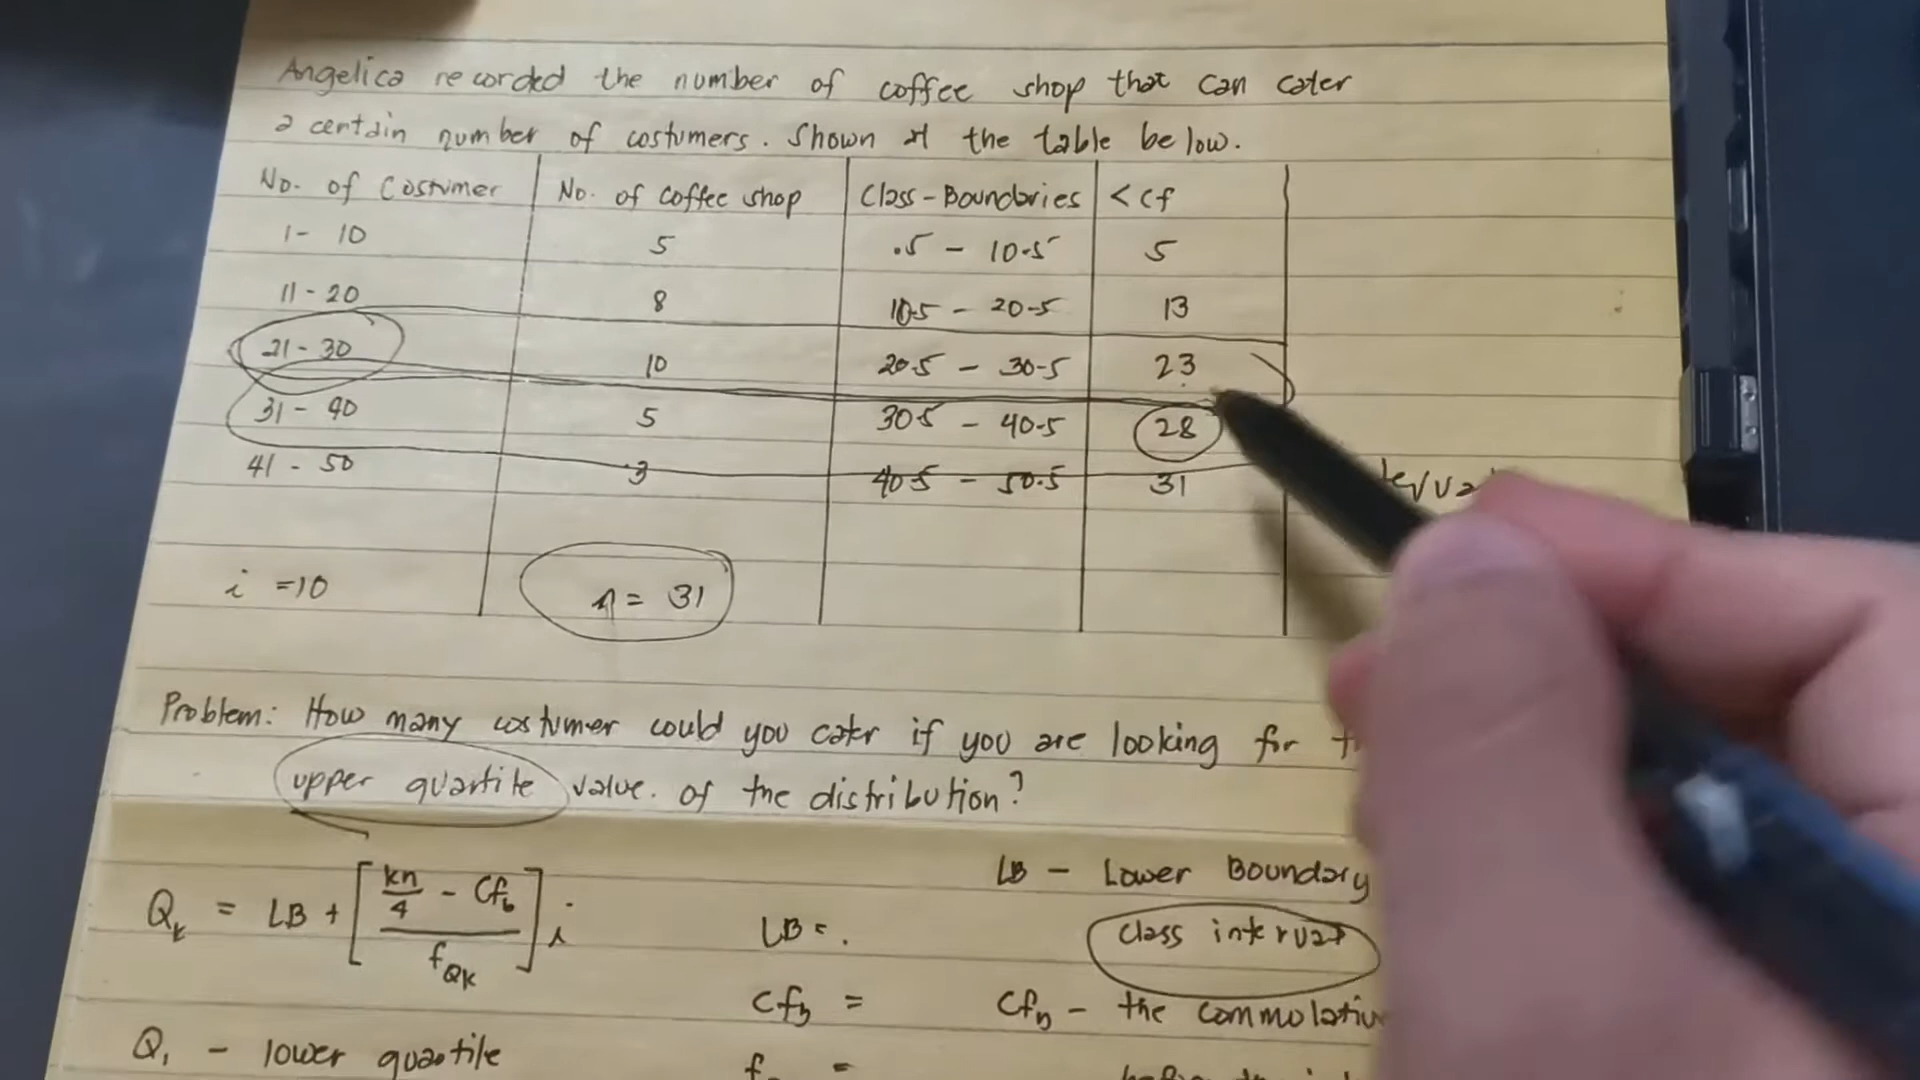 Angelica recorded the number of coffee shop that can cater
a certain number of costumers. Shown at the table below.
No. of Costumer No. of coffee shop Class-Boundaries <cf
1 - 10 5 .5 - 10.5 5
11 - 20 8 10.5 - 20.5 13
21 - 30 10 20.5 - 30.5 23
31 - 40 5 30.5 - 40.5 28
41 - 50 3 40.5 - 50.5 31
i = 10 n = 31
Problem: How many costumer could you cater if you are looking for
upper quartile value. of the distribution?
LB - Lower Boundary
Qk = LB + [kn/4 - Cfb / fQk] i LB = . class interval
Cfb = Cfb - the commolative
Q1 - lower quartile